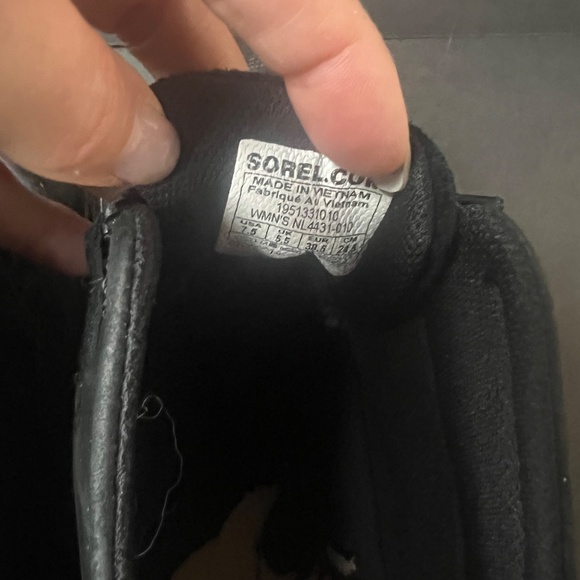 SOREL.CO
MADE IN VIETNAM
Fabriqué Au Vietnam
1951331010
WMN'S NL4431-010
USA UK EUR CM
7.5 5.5 38.5